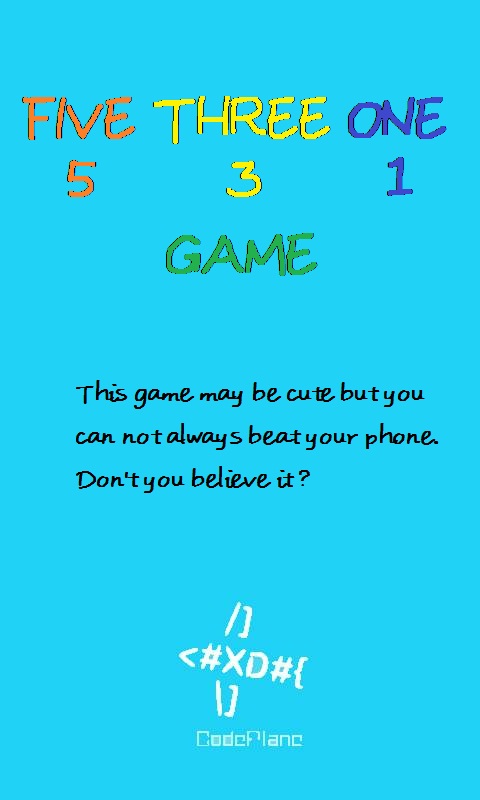 FIVE THREE ONE
5 3 1
GAME
This game may be cute but you
can not always beat your phone.
Don't you believe it?
/]
<#XD#{
\]
CodePlane